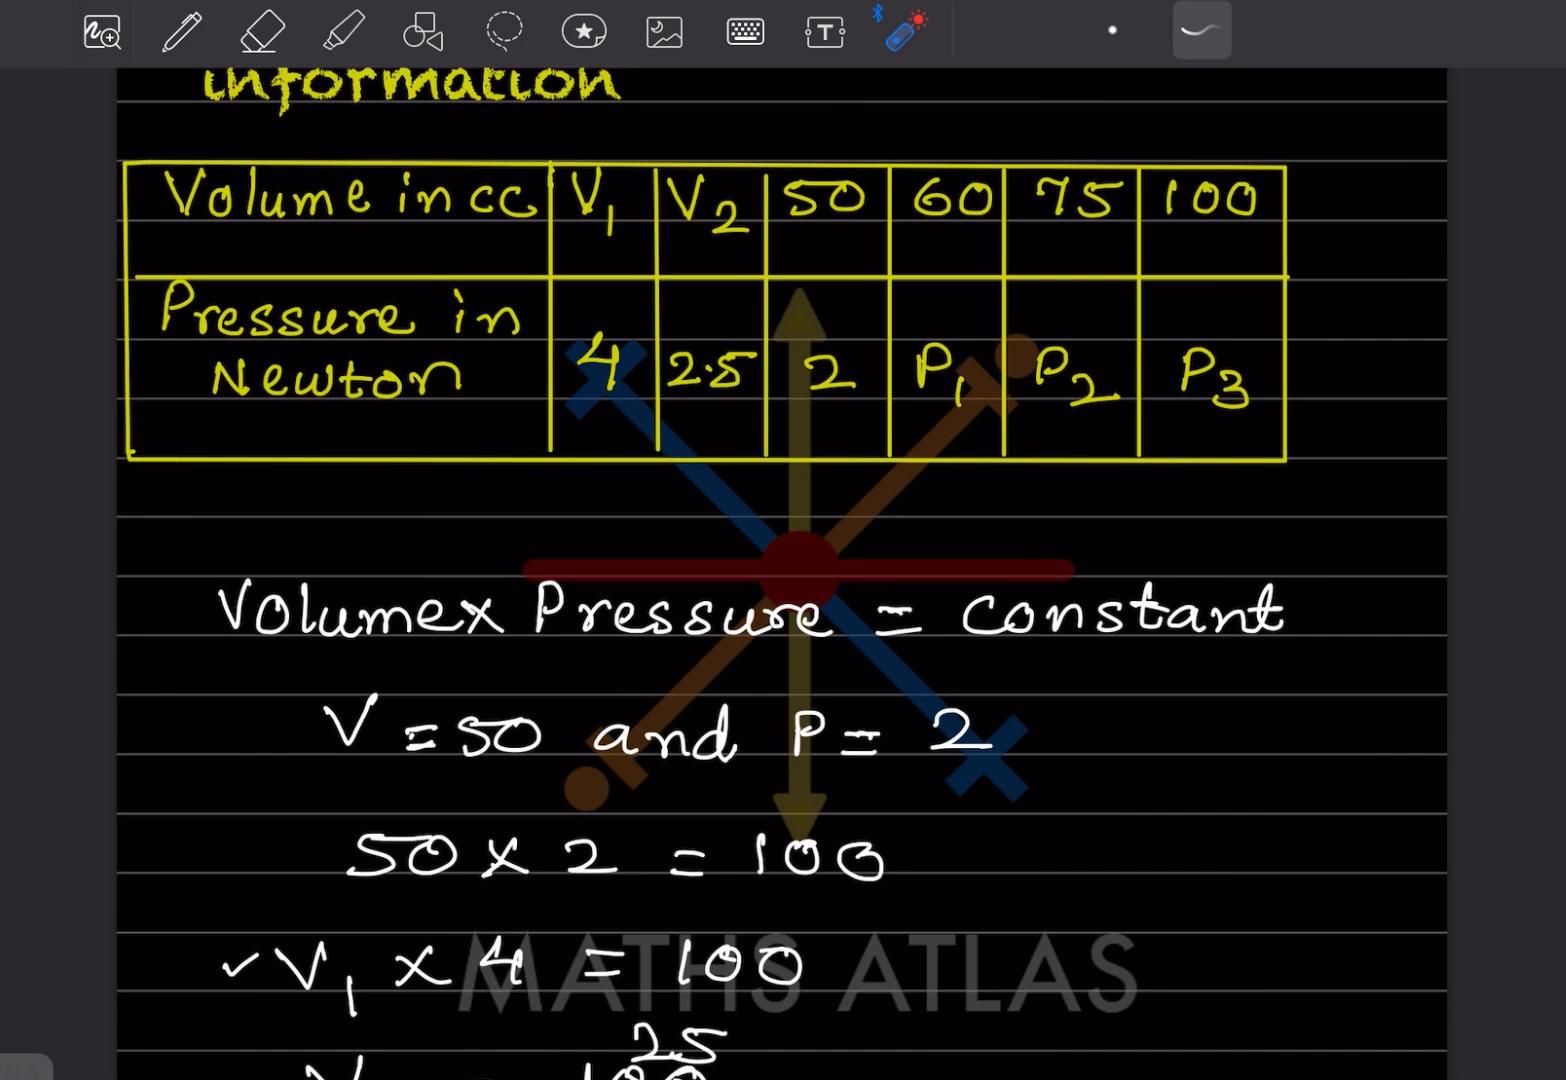 information
Volume in cc V₁ V₂ 50 60 75 100
Pressure in
Newton 4 2.5 2 P₁ P₂ P₃
Volume x Pressure = constant
V = 50 and P = 2
50 x 2 = 100
✓ V₁ x 4 = 100
MATHS ATLAS
25